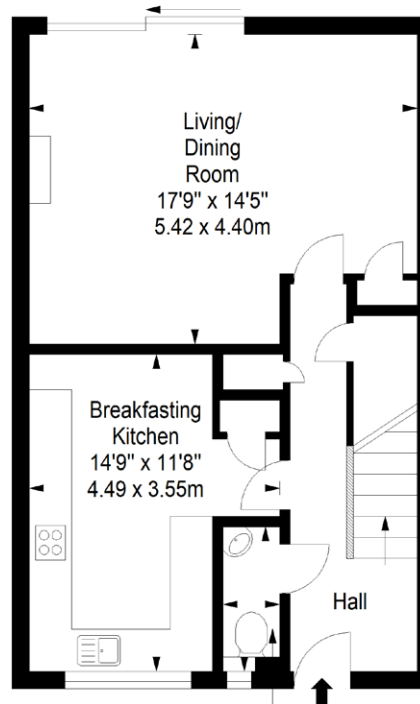 Living/
Dining
Room
17'9" x 14'5"
5.42 x 4.40m
Breakfasting
Kitchen
14'9" x 11'8"
4.49 x 3.55m
Hall